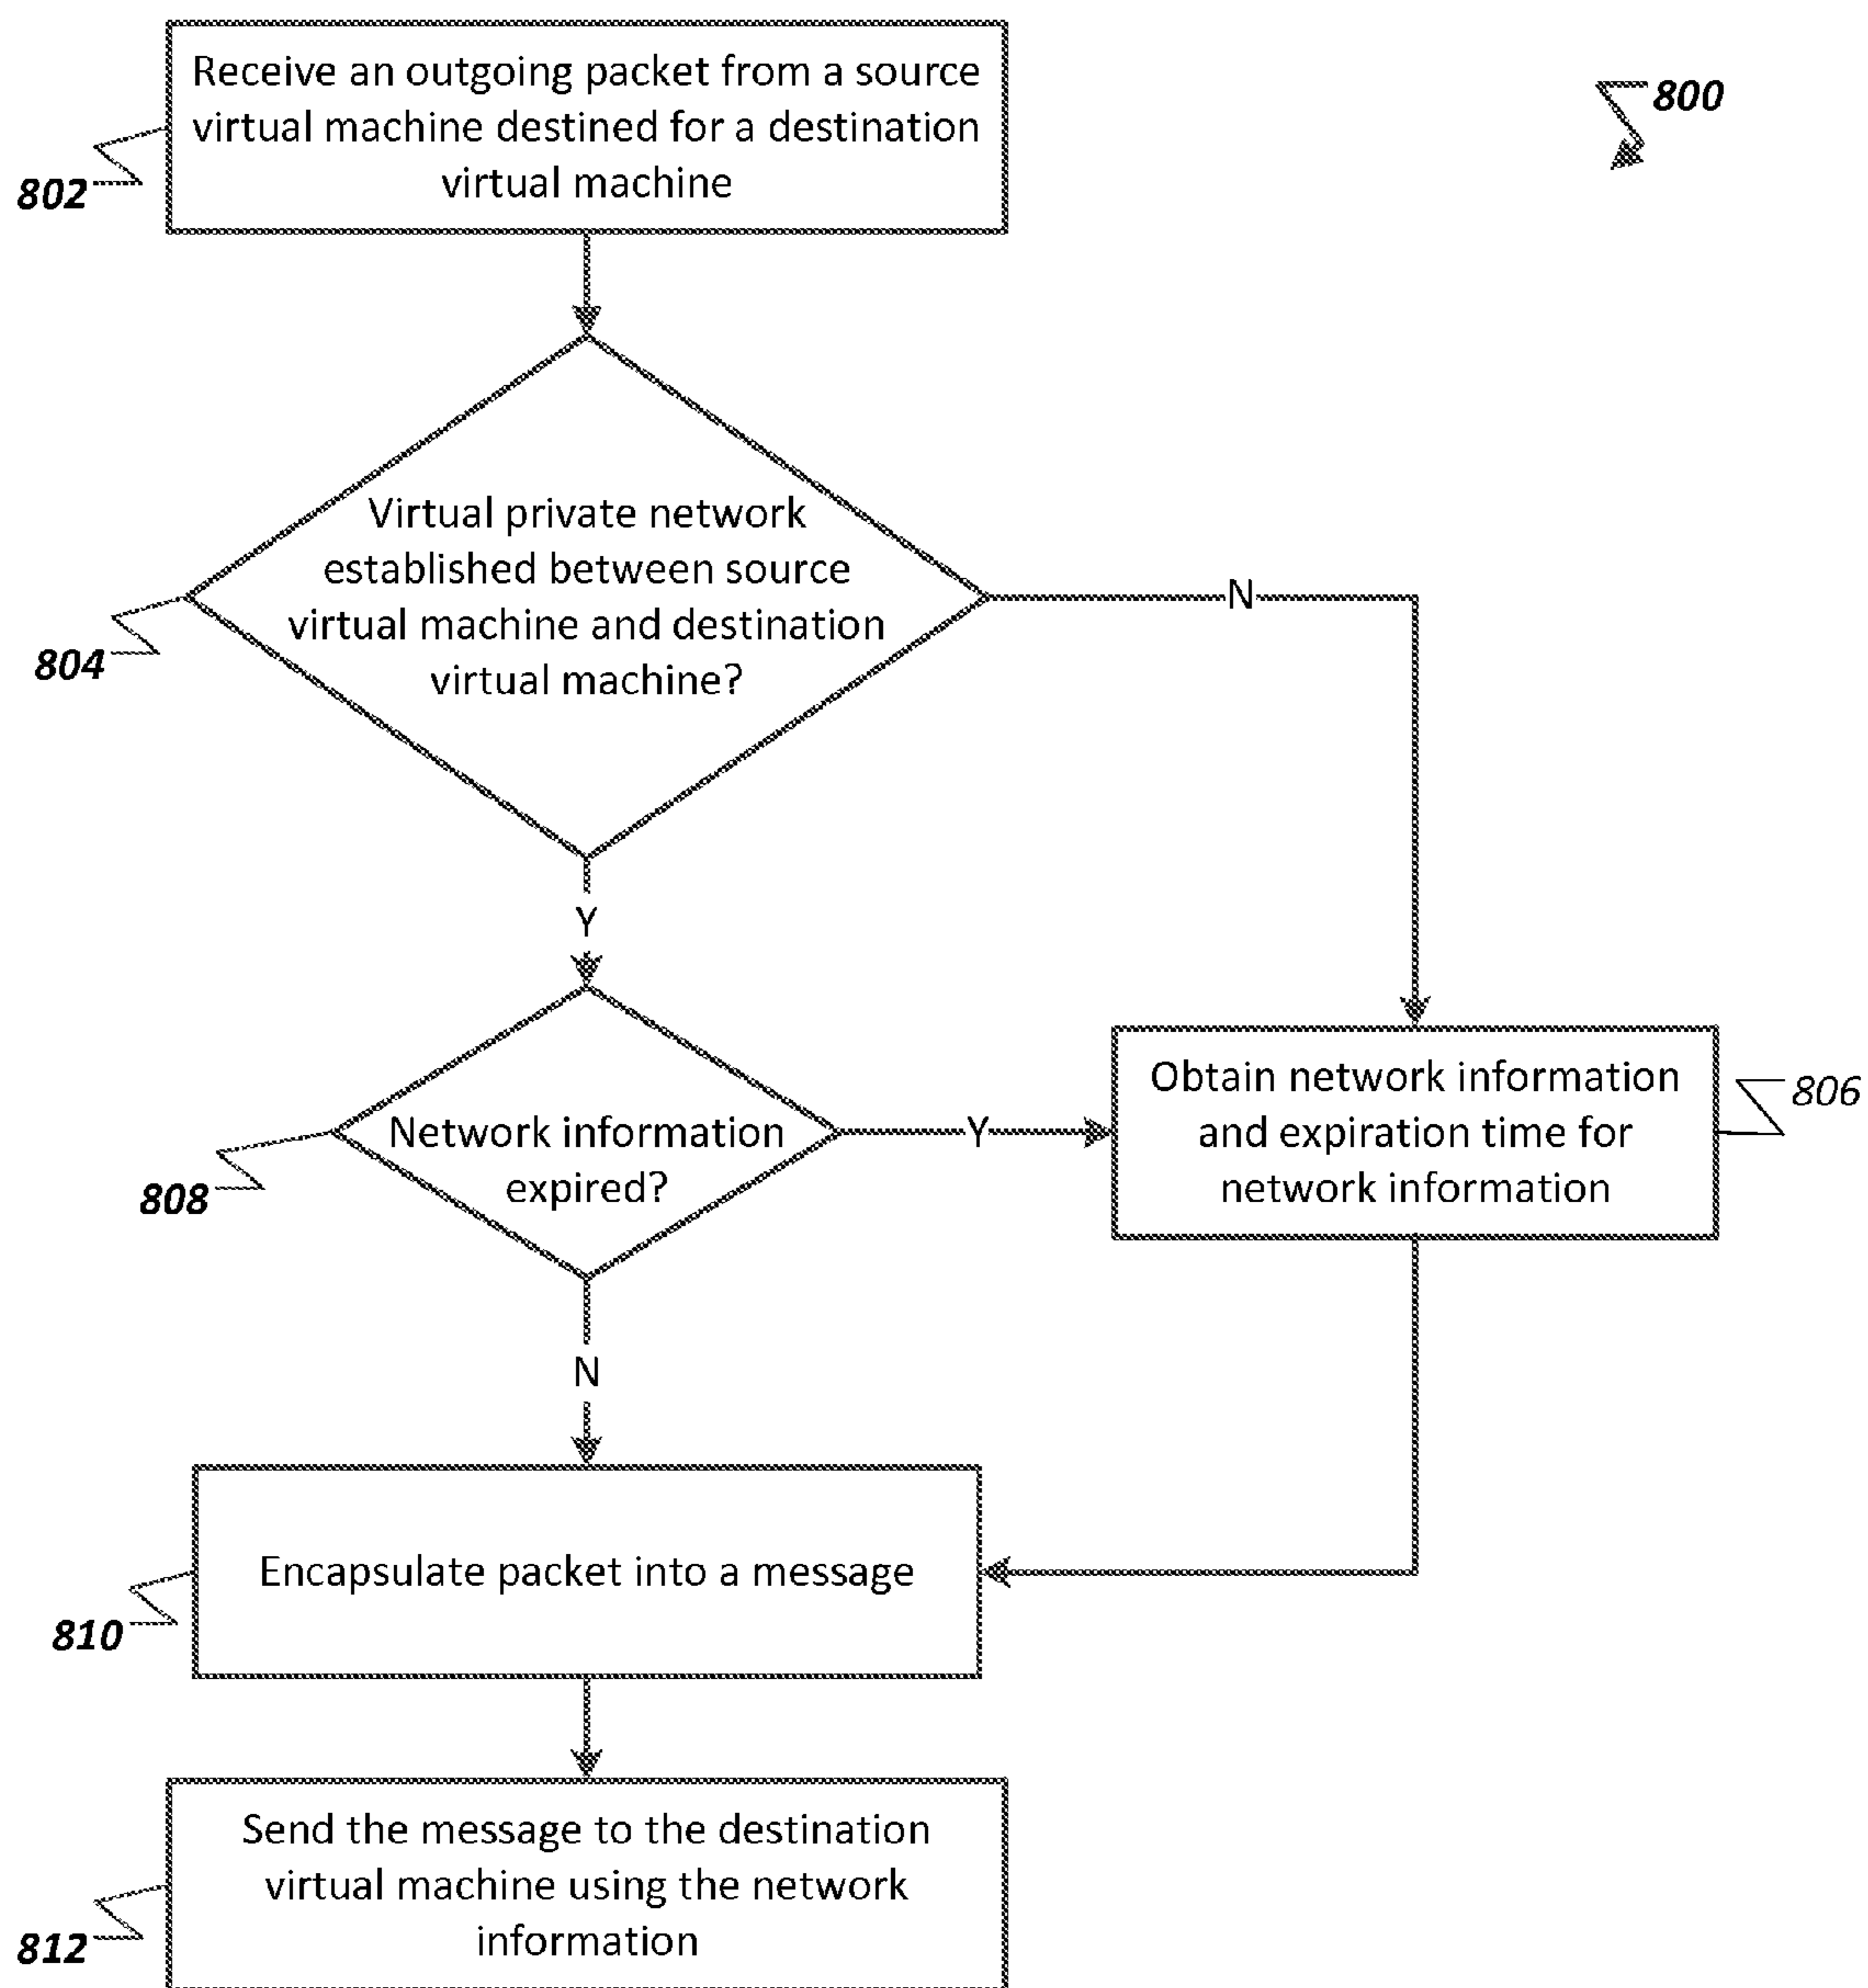 Receive an outgoing packet from a source
virtual machine destined for a destination
virtual machine
800
802
Virtual private network
established between source
virtual machine and destination
virtual machine?
N
804
Y
Network information
expired?
Y
808
Obtain network information
and expiration time for
network information
806
N
Encapsulate packet into a message
810
Send the message to the destination
virtual machine using the network
information
812